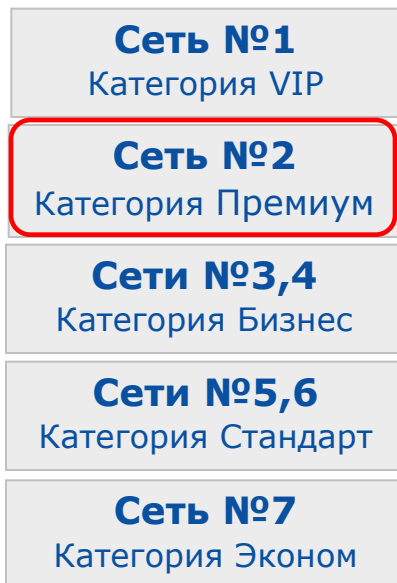 Сеть №1
Категория VIP
Сеть №2
Категория Премиум
Сети №3,4
Категория Бизнес
Сети №5,6
Категория Стандарт
Сеть №7
Категория Эконом